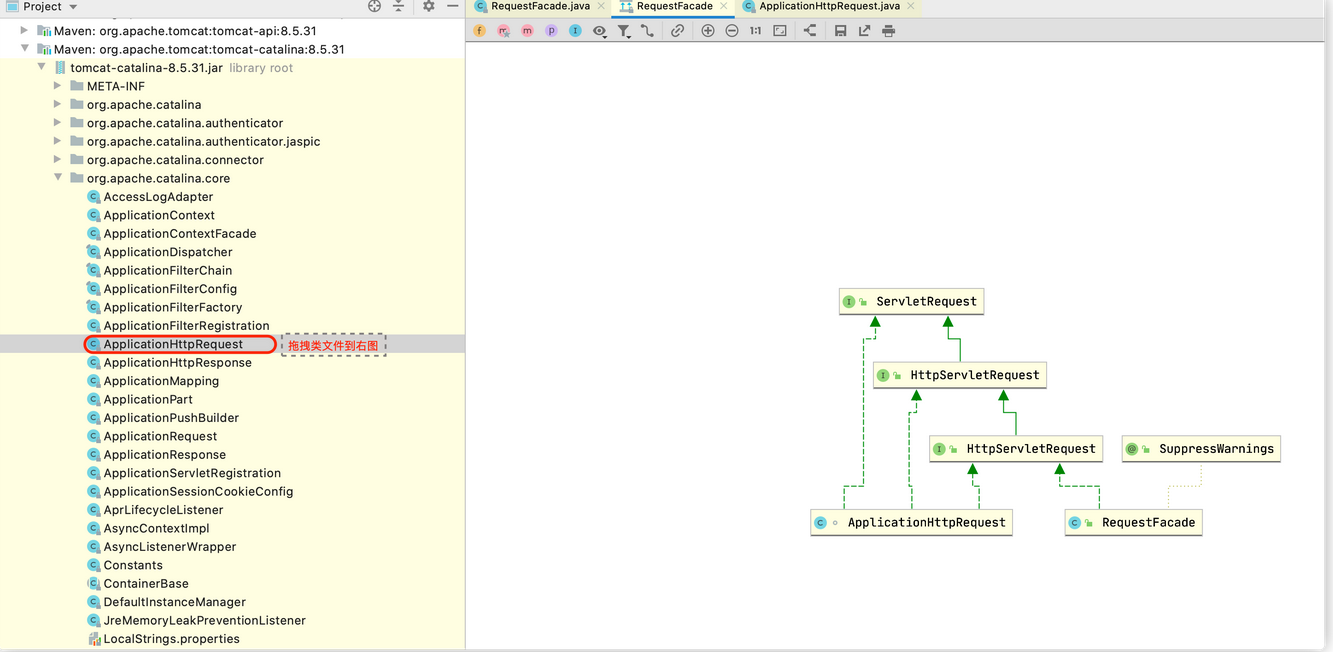 Project
RequestFacade.java
RequestFacade
ApplicationHttpRequest.java
1:1
Maven: org.apache.tomcat:tomcat-api:8.5.31
Maven: org.apache.tomcat:tomcat-catalina:8.5.31
tomcat-catalina-8.5.31.jar library root
META-INF
org.apache.catalina
org.apache.catalina.authenticator
org.apache.catalina.authenticator.jaspic
org.apache.catalina.connector
org.apache.catalina.core
AccessLogAdapter
ApplicationContext
ApplicationContextFacade
ApplicationDispatcher
ApplicationFilterChain
ApplicationFilterConfig
ApplicationFilterFactory
ApplicationFilterRegistration
ApplicationHttpRequest 拖拽类文件到右图
ApplicationHttpResponse
ApplicationMapping
ApplicationPart
ApplicationPushBuilder
ApplicationRequest
ApplicationResponse
ApplicationServletRegistration
ApplicationSessionCookieConfig
AprLifecycleListener
AsyncContextImpl
AsyncListenerWrapper
Constants
ContainerBase
DefaultInstanceManager
JreMemoryLeakPreventionListener
LocalStrings.properties
ServletRequest
HttpServletRequest
HttpServletRequest
SuppressWarnings
ApplicationHttpRequest
RequestFacade